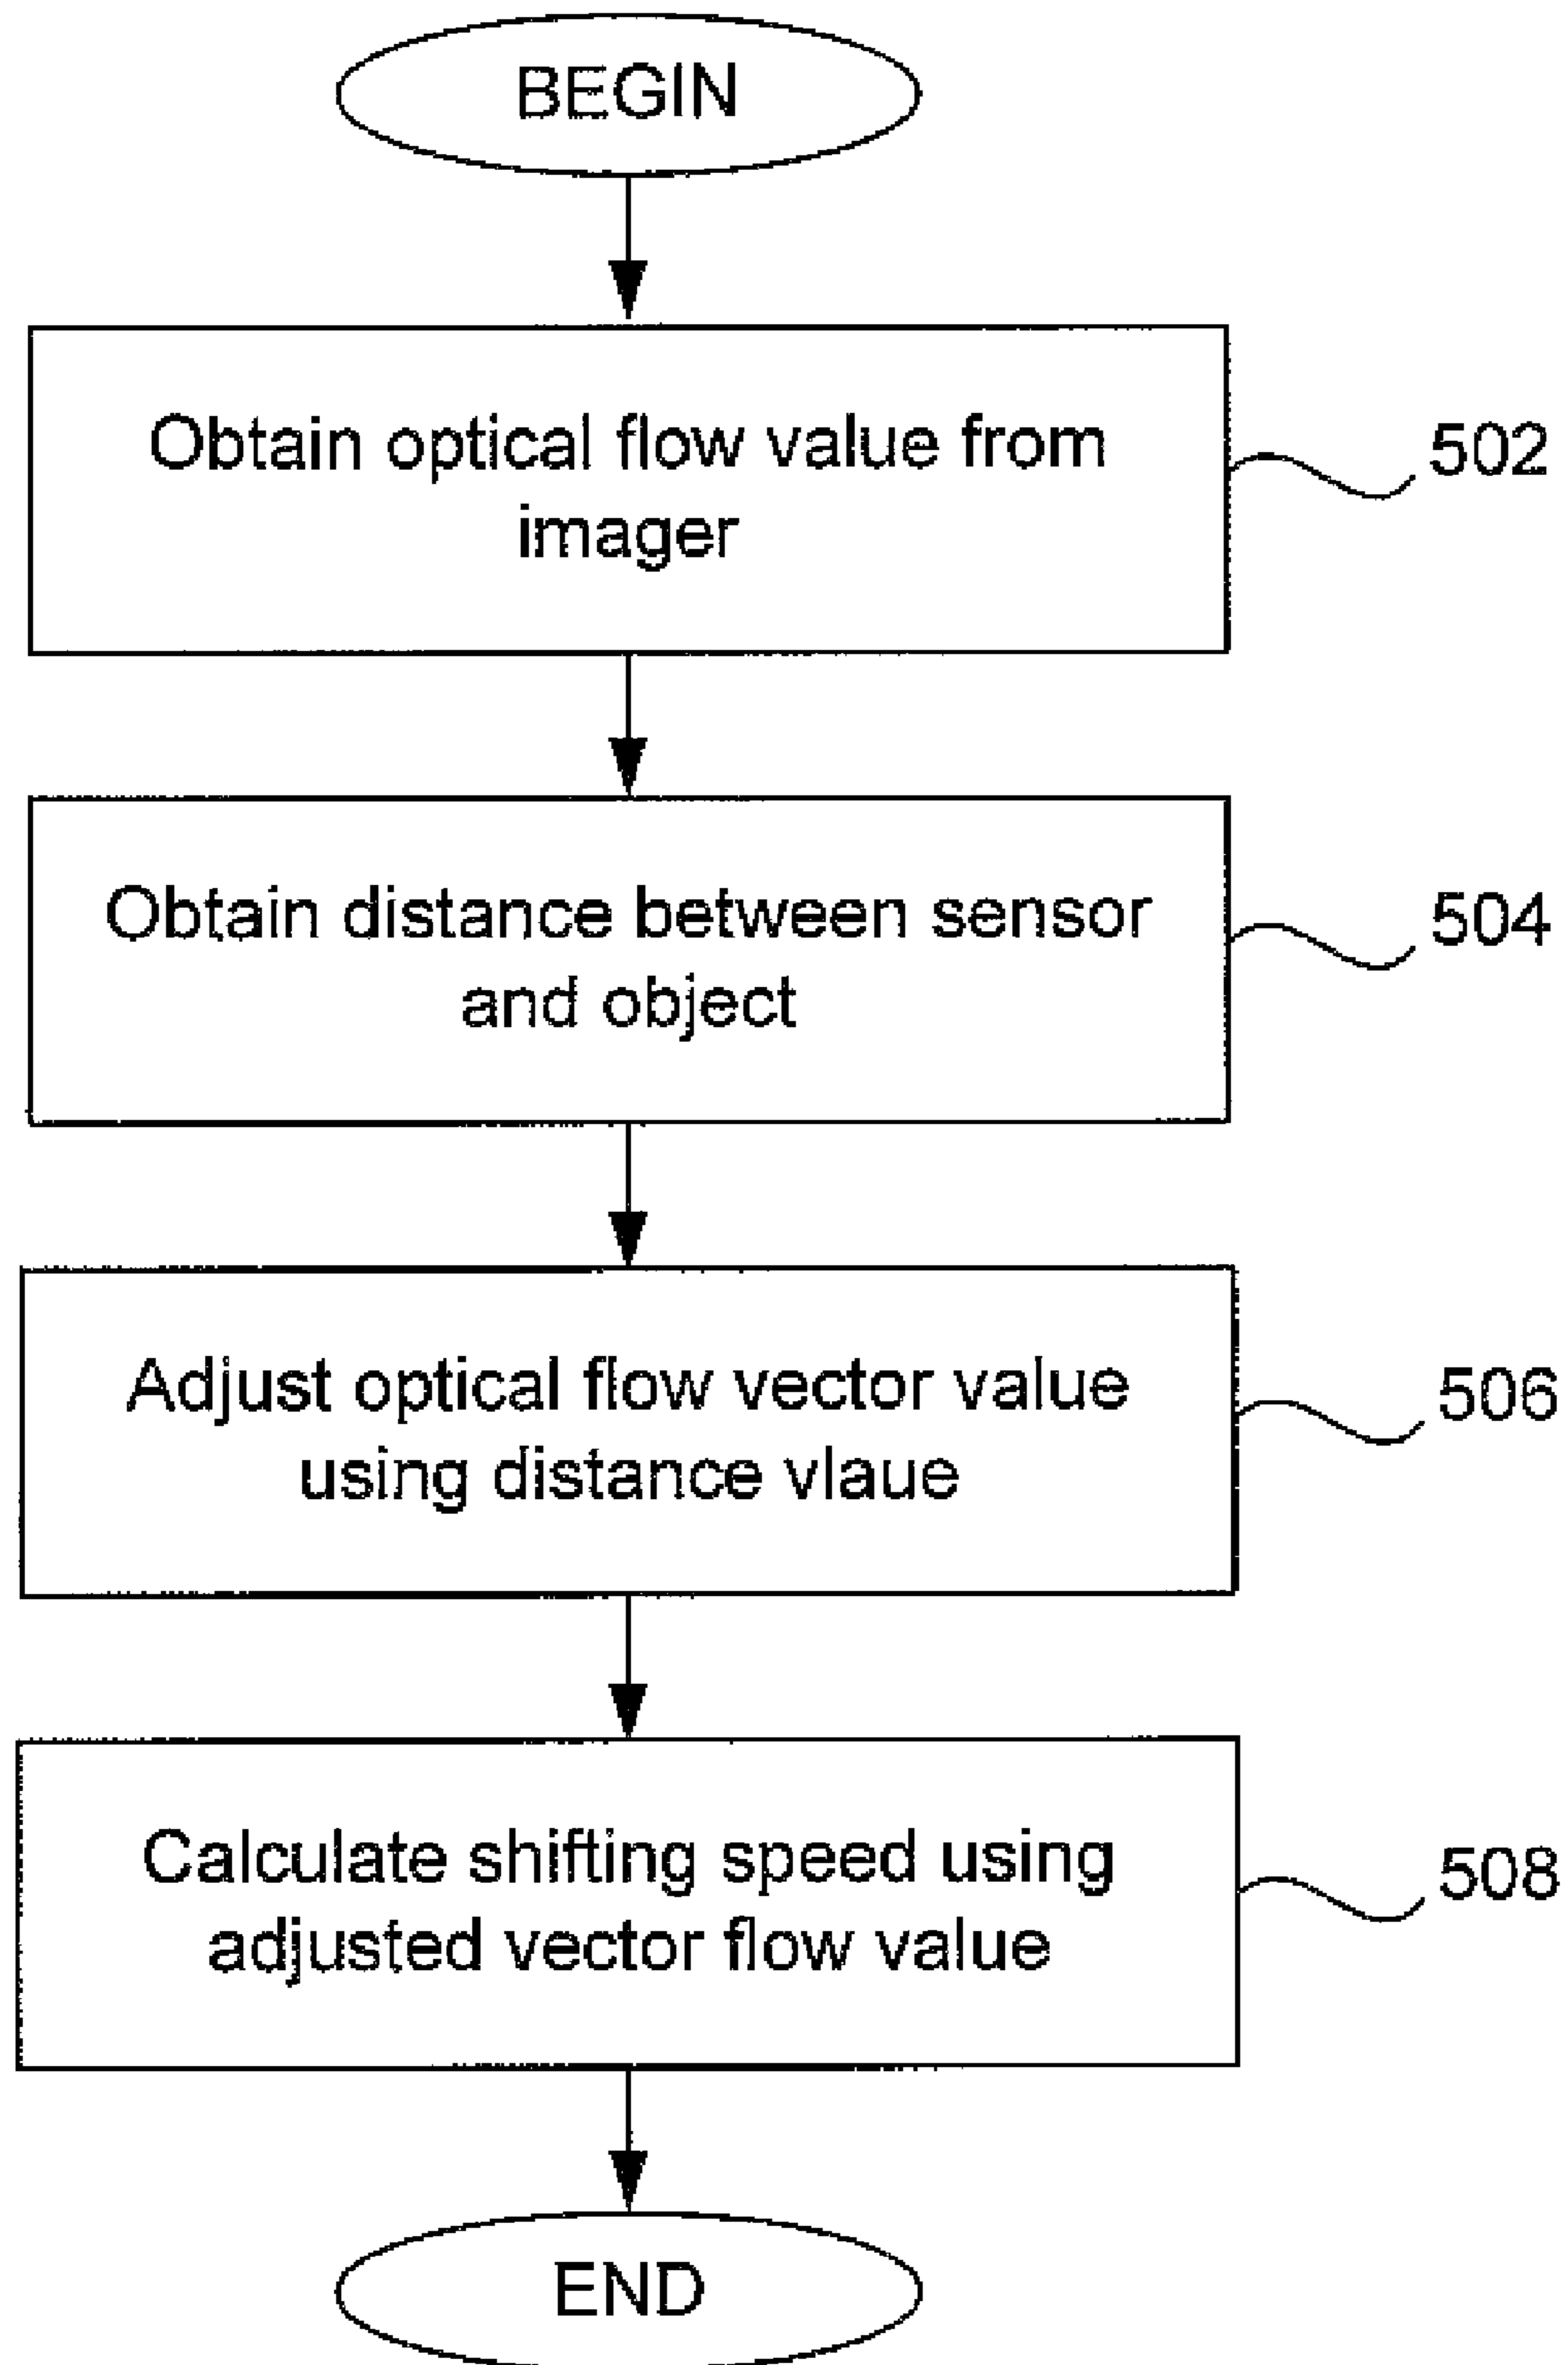 BEGIN
Obtain optical flow value from
imager
502
Obtain distance between sensor
and object
504
Adjust optical flow vector value
using distance vlaue
506
Calculate shifting speed using
adjusted vector flow value
508
END